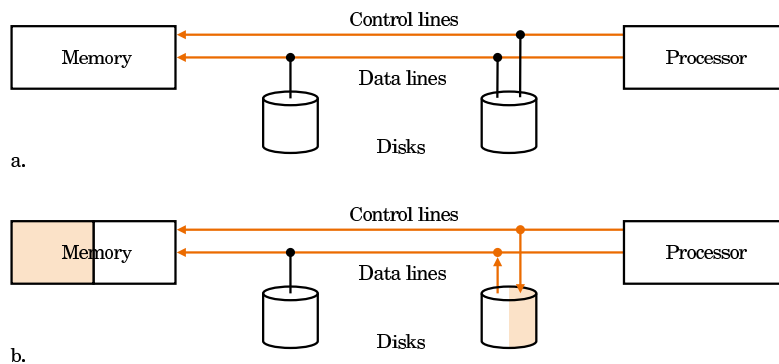 Control lines
Memory
Processor
Data lines
Disks
a.
Control lines
Memory
Processor
Data lines
Disks
b.